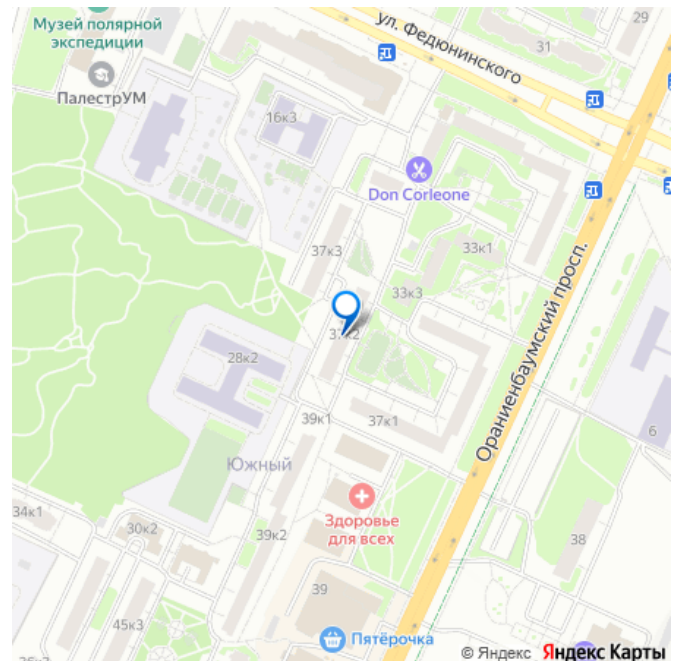 29
Музей полярной
экспедиции
ул. Федюнинского
31
ПалестрУМ
16к3
Don Corleone
37к3
33к1
33к3
Ораниенбаумский просп.
37к2
28к2
6
39к1
37к1
Южный
Здоровье
для всех
34к1
30к2
39к2
38
39
45к3
Пятёрочка
© Яндекс Яндекс Карты